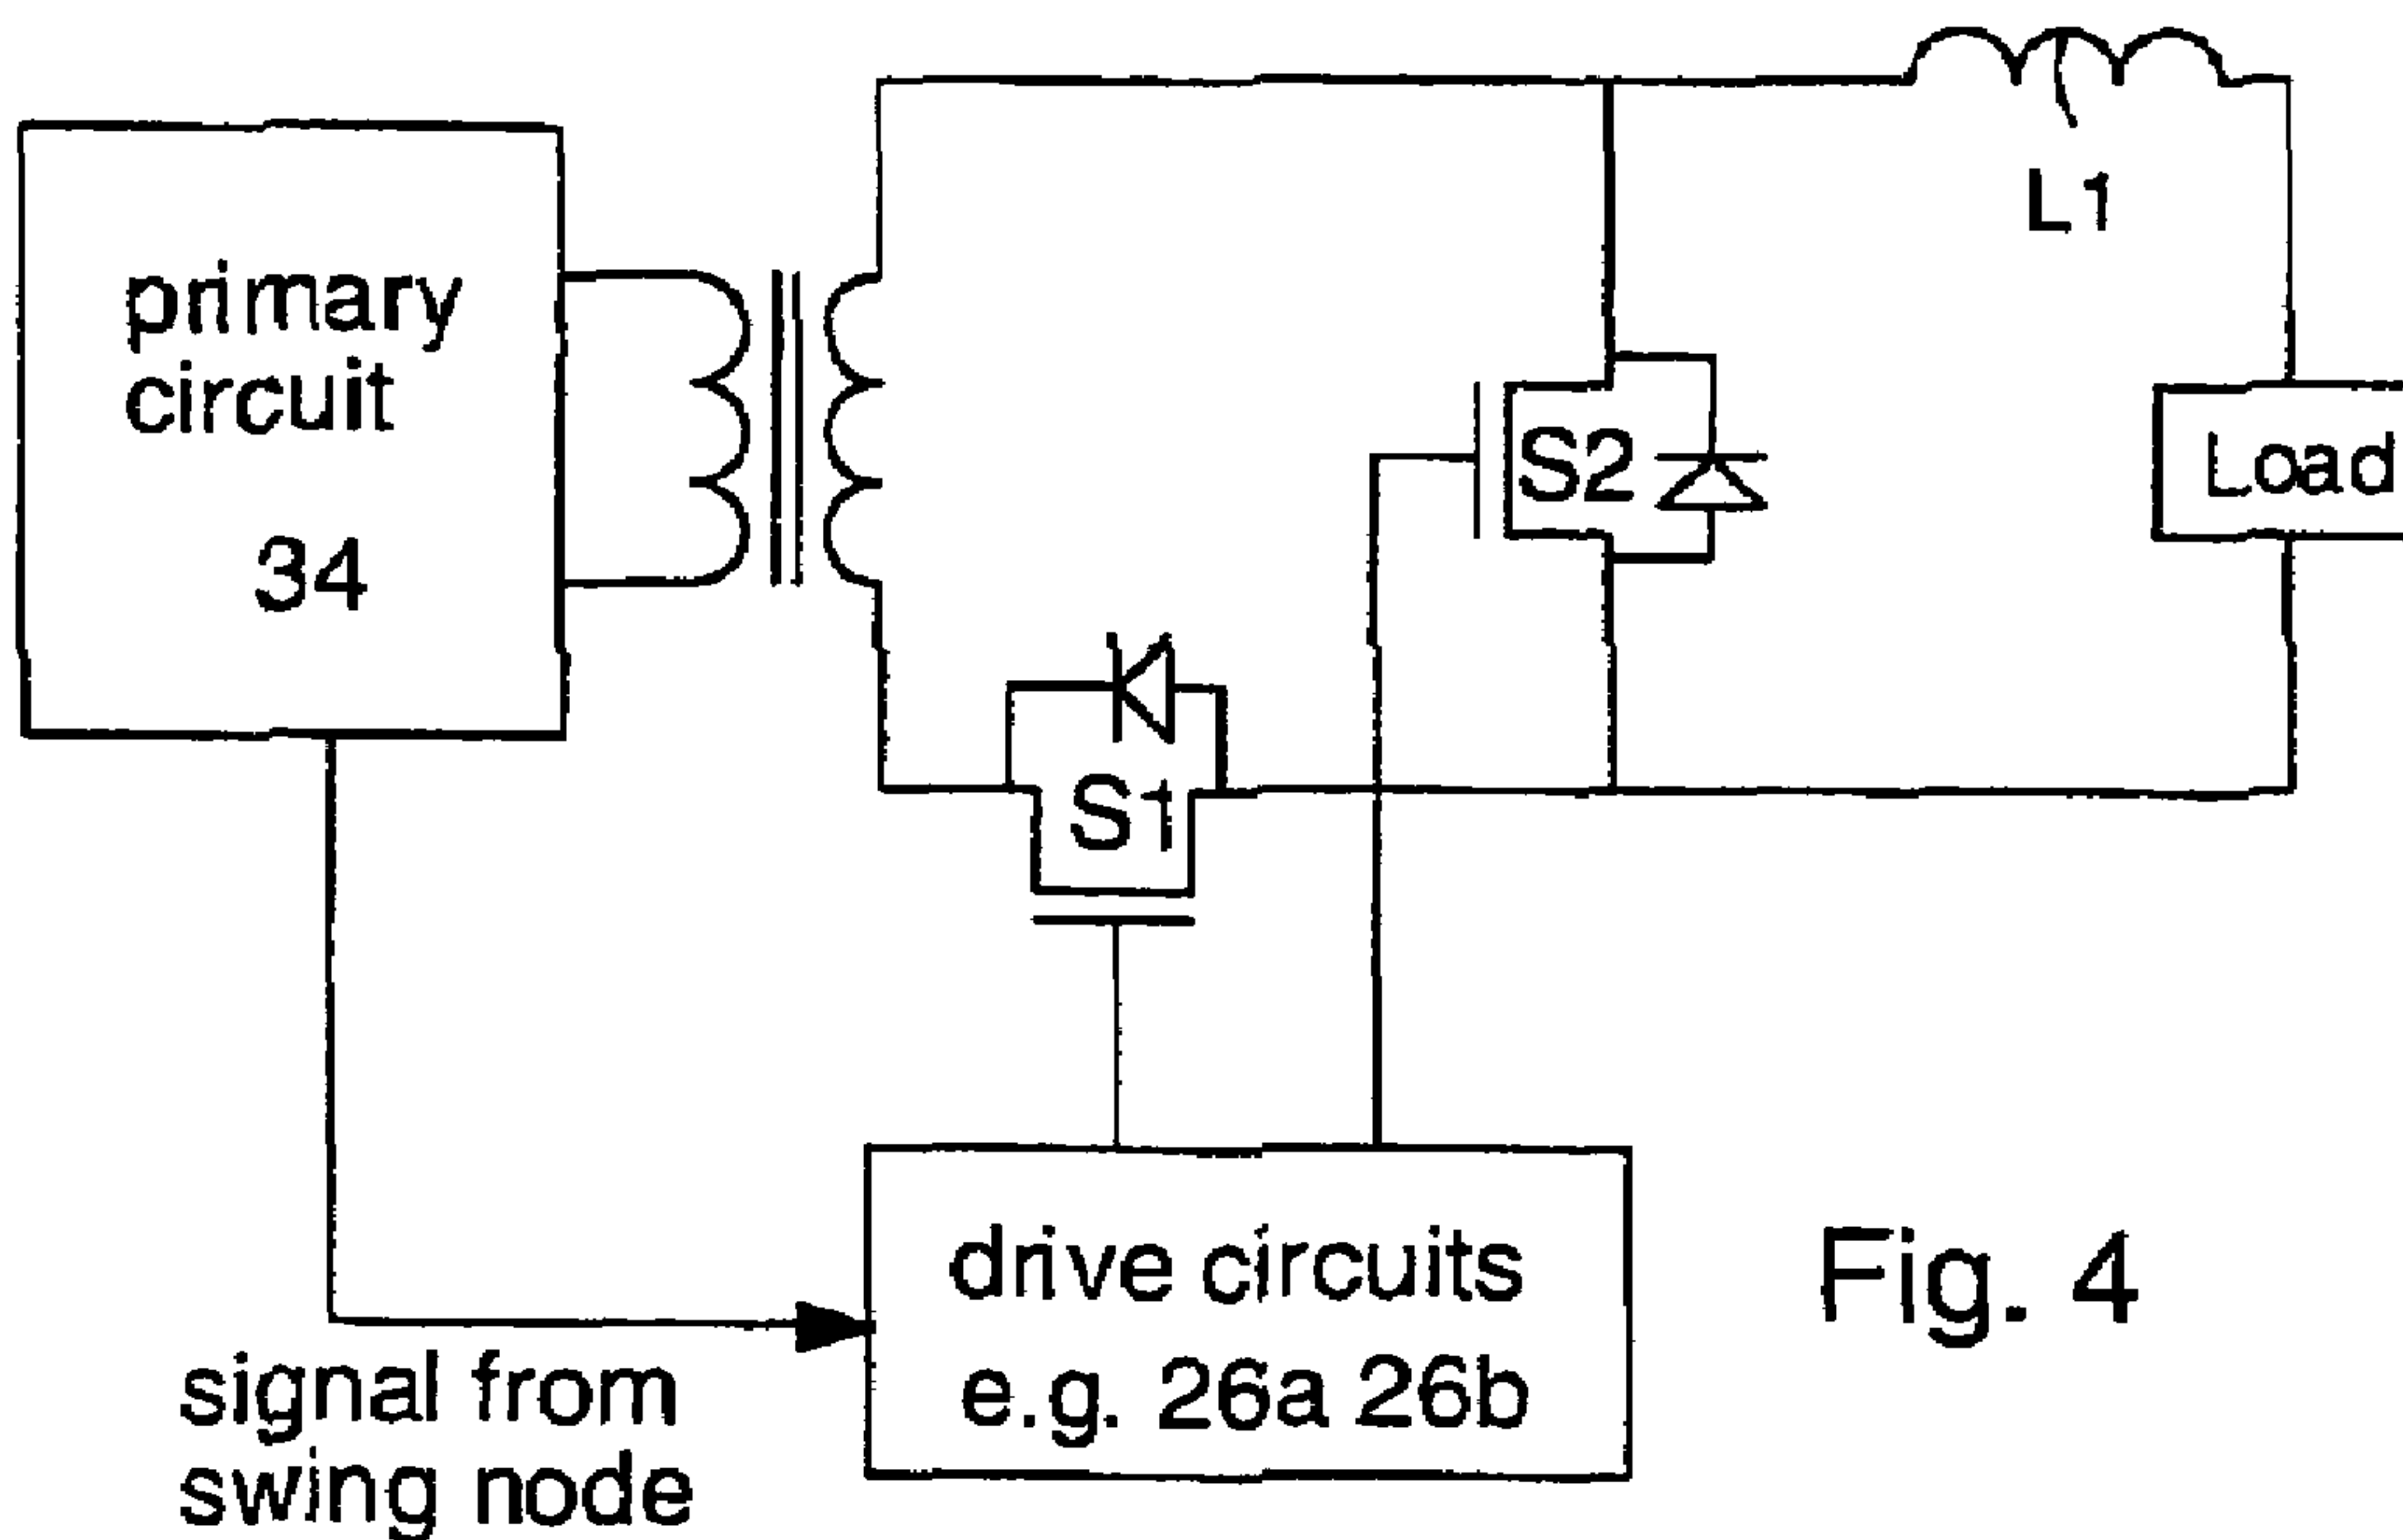 primary
circuit
34
L1
S2
Load
S1
drive circuits
e.g. 26a 26b
signal from
swing node
Fig. 4